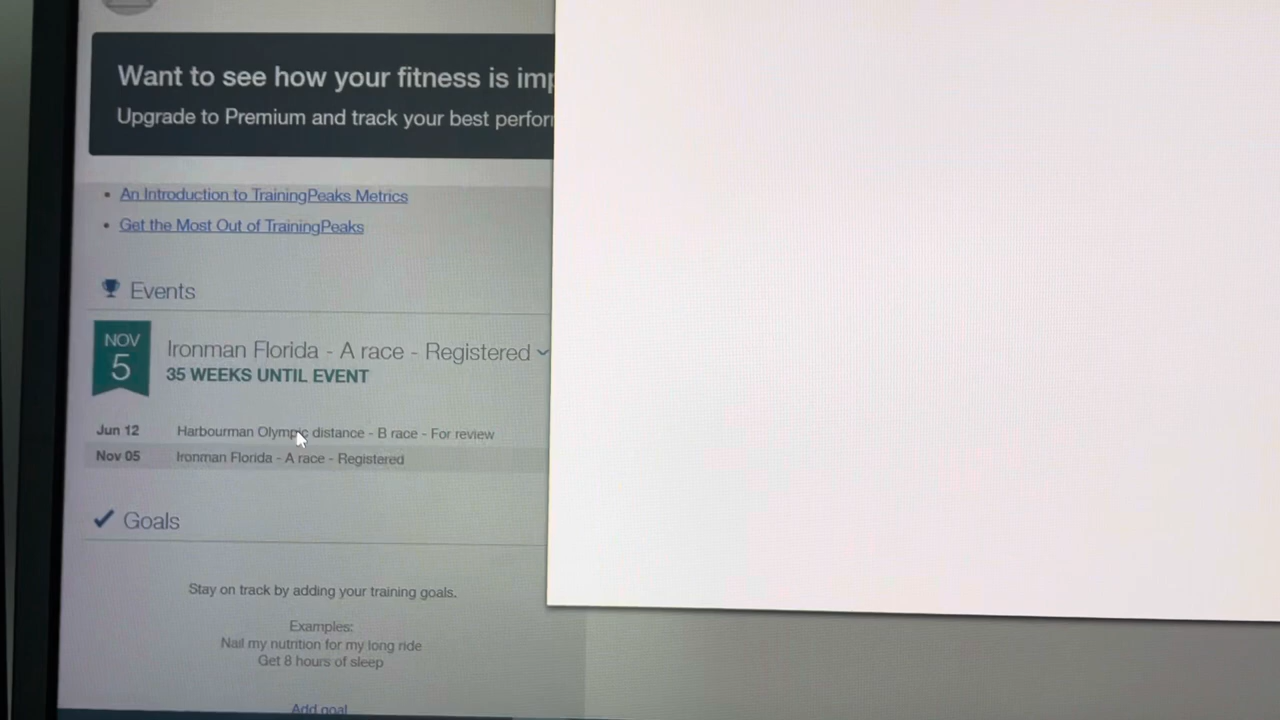 Want to see how your fitness is imp
Upgrade to Premium and track your best perfor
An Introduction to TrainingPeaks Metrics
Get the Most Out of TrainingPeaks
Events
NOV
5
Ironman Florida - A race - Registered
35 WEEKS UNTIL EVENT
Jun 12 Harbourman Olympic distance - B race - For review
Nov 05 Ironman Florida - A race - Registered
Goals
Stay on track by adding your training goals.
Examples:
Nail my nutrition for my long ride
Get 8 hours of sleep
Add goal